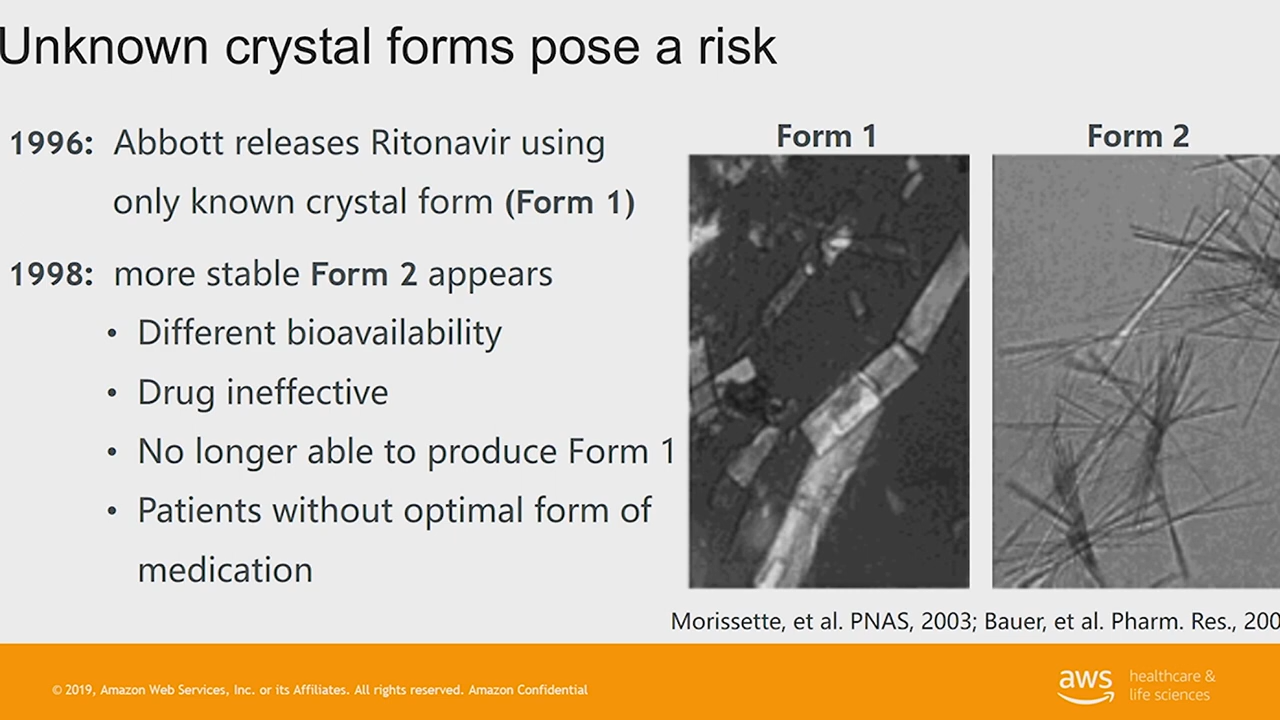 Unknown crystal forms pose a risk
1996: Abbott releases Ritonavir using
only known crystal form (Form 1)
1998: more stable Form 2 appears
• Different bioavailability
• Drug ineffective
• No longer able to produce Form 1
• Patients without optimal form of
medication
Form 1
Form 2
Morissette, et al. PNAS, 2003; Bauer, et al. Pharm. Res., 200
© 2019, Amazon Web Services, Inc. or its Affiliates. All rights reserved. Amazon Confidential
aws
healthcare &
life sciences